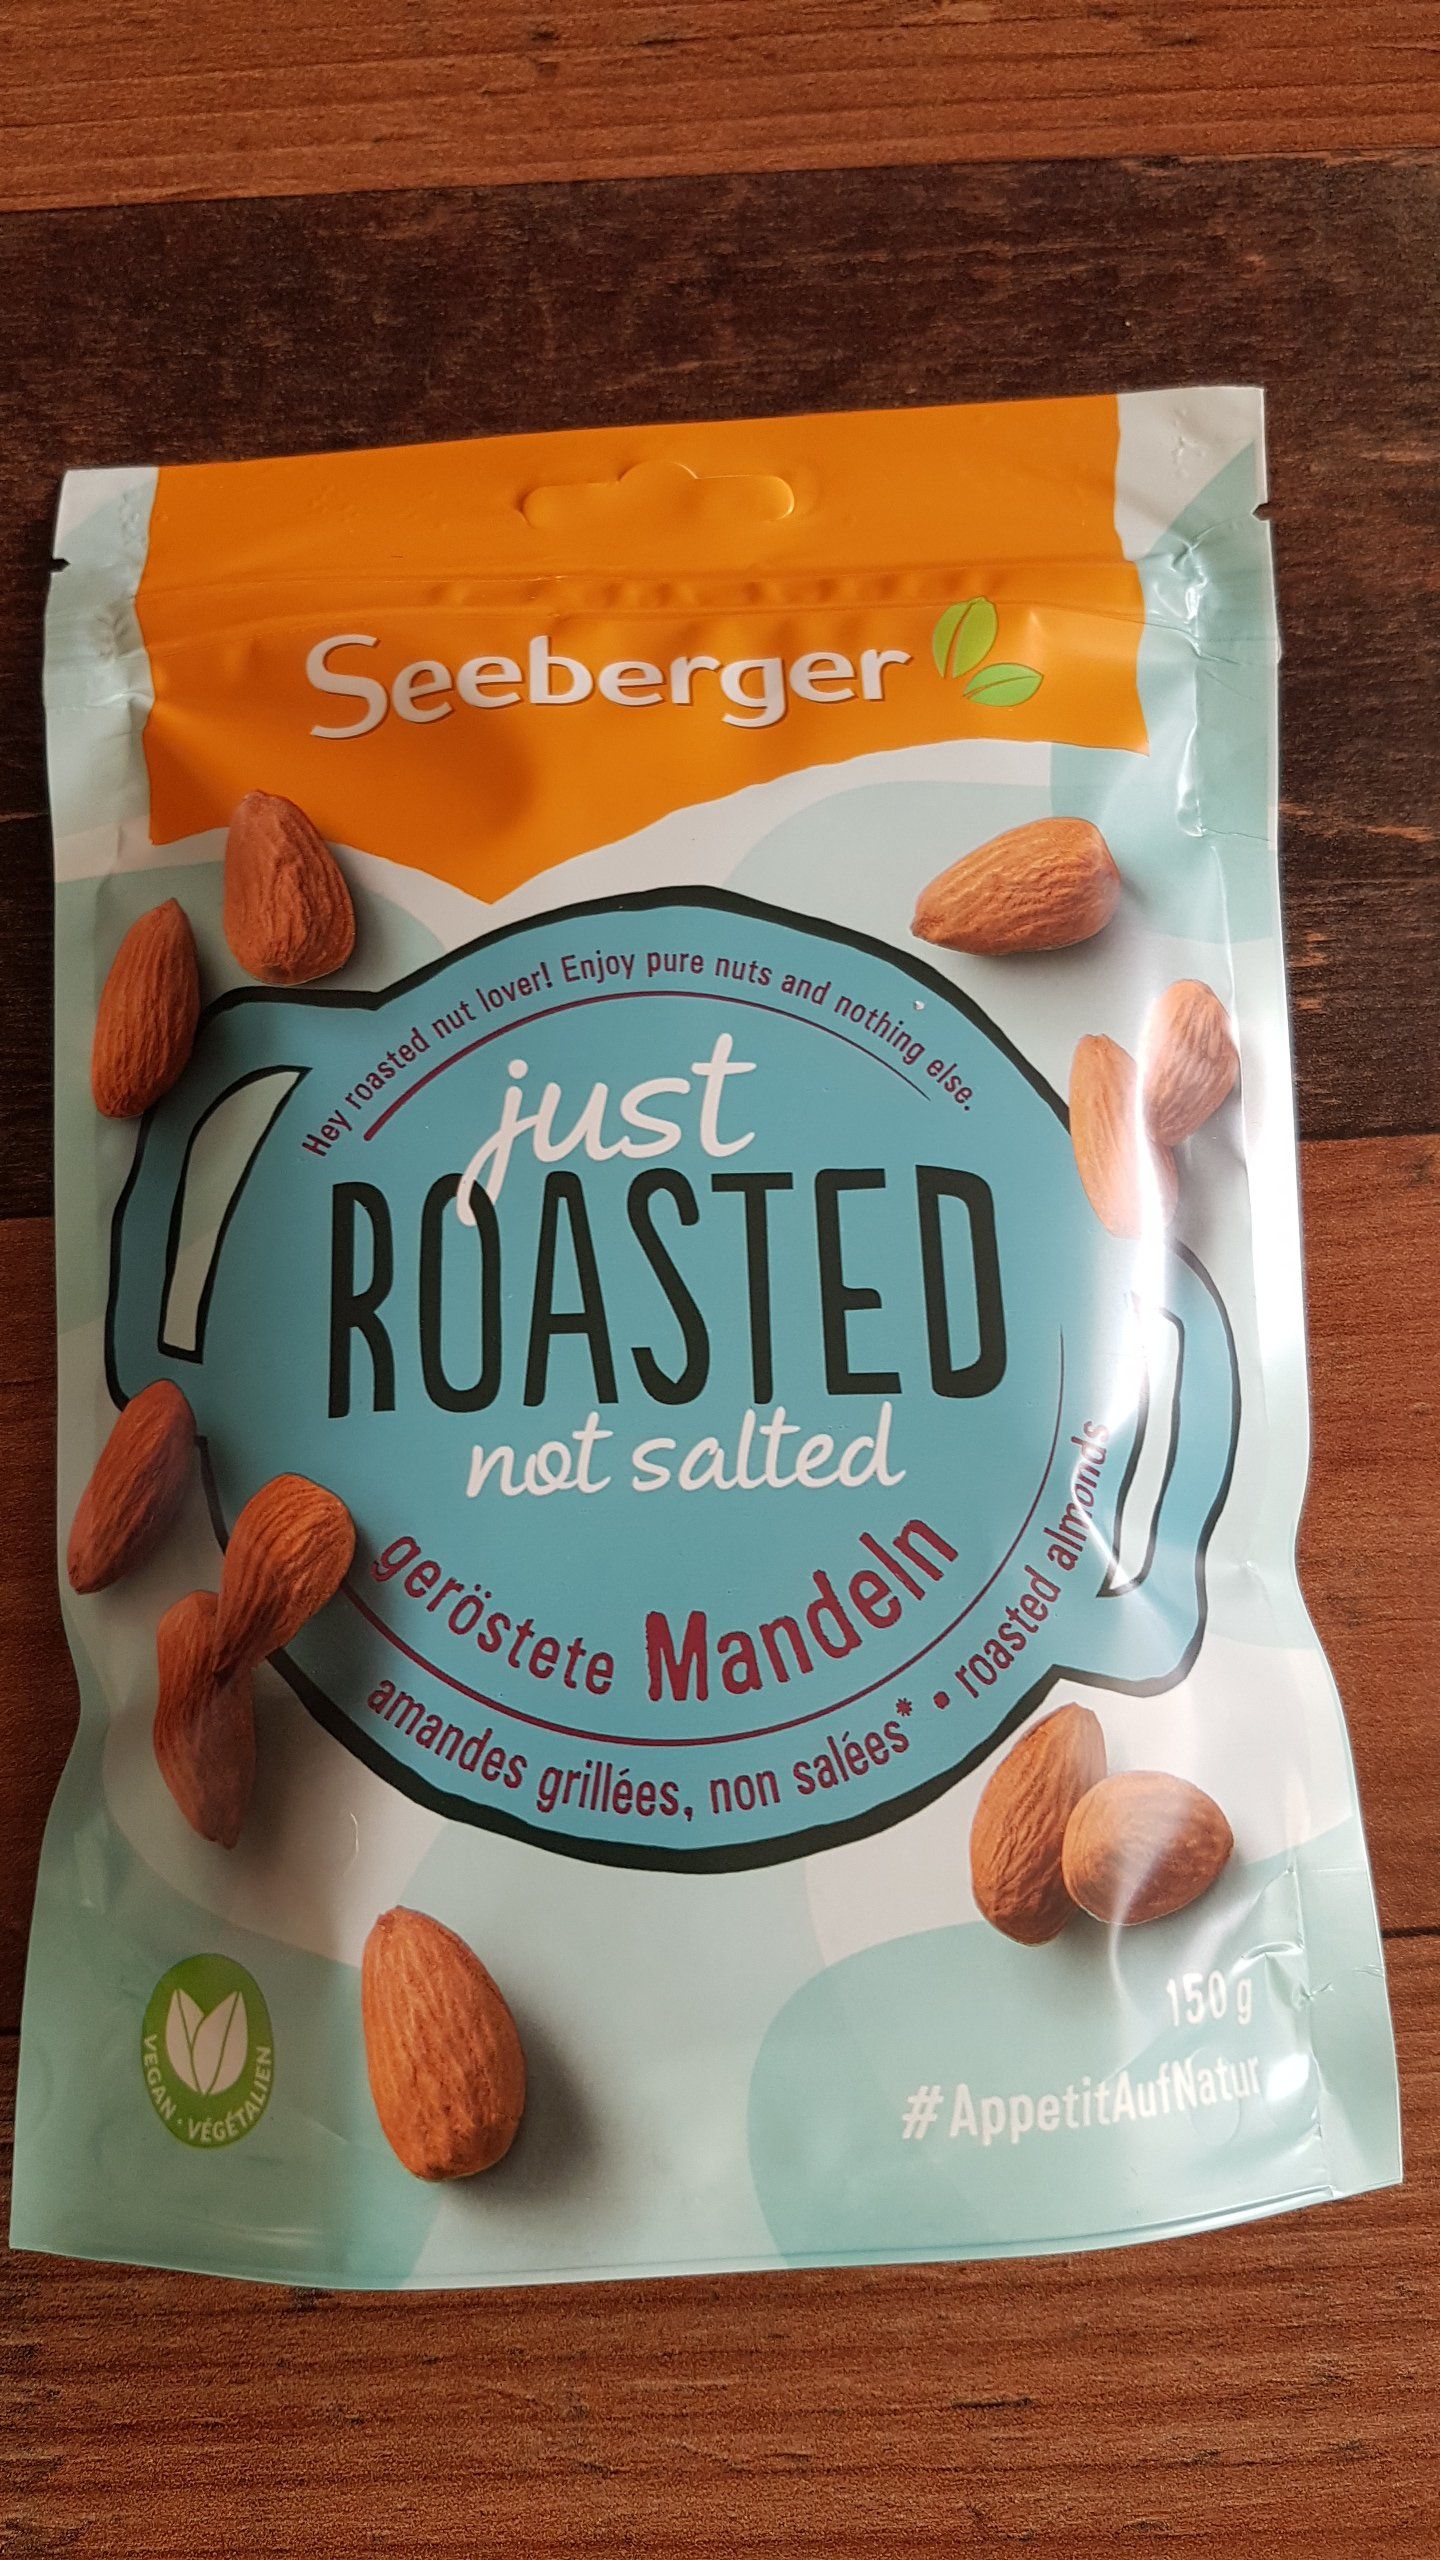 Seeberger
Hey roasted nut lover! Enjoy pure nuts and nothing else.
just
ROASTED
not salted
geröstete Mandeln
amandes grillées, non salées* • roasted almonds
150 g
#AppetitAufNatur
VEGAN · VÉGÉTALIEN